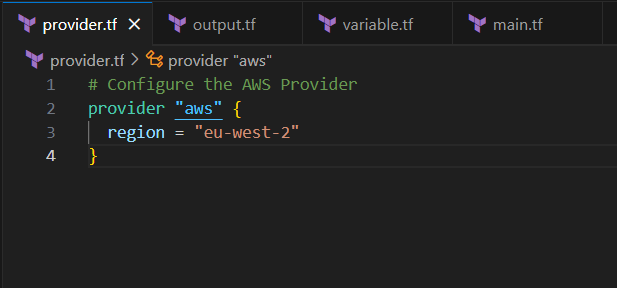 provider.tf output.tf variable.tf main.tf
provider.tf > provider "aws"
1 # Configure the AWS Provider
2 provider "aws" {
3 region = "eu-west-2"
4 }